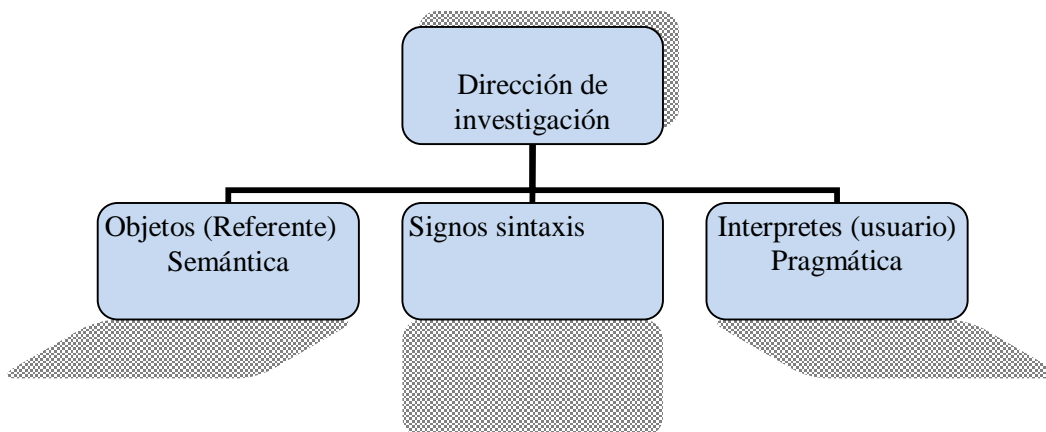 Dirección de
investigación
Objetos (Referente)
Semántica
Signos sintaxis
Interpretes (usuario)
Pragmática